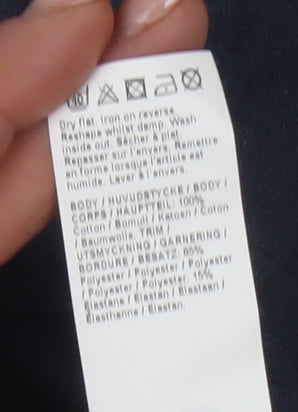 40
Dry flat. Iron on reverse.
Reshape whilst damp. Wash
inside out. Sécher à plat.
Repasser sur l'envers. Remettre
en forme lorsque l'article est
humide. Laver à l'envers.
BODY / HUVUDSTYCKE / BODY /
CORPS / HAUPTTEIL: 100%
Cotton / Bomull / Katoen / Coton
/ Baumwolle. TRIM /
UTSMYCKNING / GARNERING /
BORDURE / BESATZ: 85%
Polyester / Polyester / Polyester
/ Polyester / Polyester. 15%
Elastane / Elastan / Elastaan /
Elasthanne / Elastan.